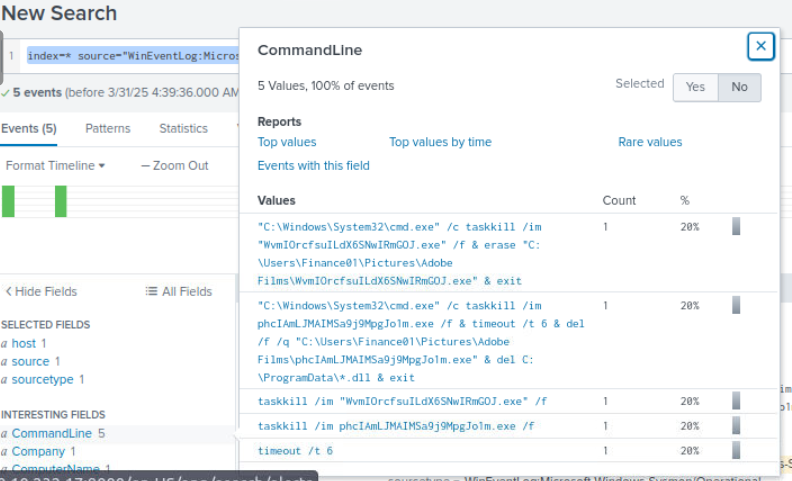 New Search
1 index=* source="WinEventLog:Micros
✓ 5 events (before 3/31/25 4:39:36.000 AM
Events (5) Patterns Statistics
Format Timeline — Zoom Out
Hide Fields All Fields
SELECTED FIELDS
a host 1
a source 1
a sourcetype 1
INTERESTING FIELDS
a CommandLine 5
a Company 1
a ComputerName 1
CommandLine
5 Values, 100% of events
Selected Yes No
Reports
Top values Top values by time Rare values
Events with this field
Values Count %
"C:\Windows\System32\cmd.exe" /c taskkill /im 1 20%
"WvmIOrcfsuILdX6SNwIRmGOJ.exe" /f & erase "C:
\Users\Finance01\Pictures\Adobe
Films\WvmIOrcfsuILdX6SNwIRmGOJ.exe" & exit
"C:\Windows\System32\cmd.exe" /c taskkill /im 1 20%
phcIAmLJMAIMSa9j9MpgJo1m.exe /f & timeout /t 6 & del
/f /q "C:\Users\Finance01\Pictures\Adobe
Films\phcIAmLJMAIMSa9j9MpgJo1m.exe" & del C:
\ProgramData\*.dll & exit
taskkill /im "WvmIOrcfsuILdX6SNwIRmGOJ.exe" /f 1 20%
taskkill /im phcIAmLJMAIMSa9j9MpgJo1m.exe /f 1 20%
timeout /t 6 1 20%